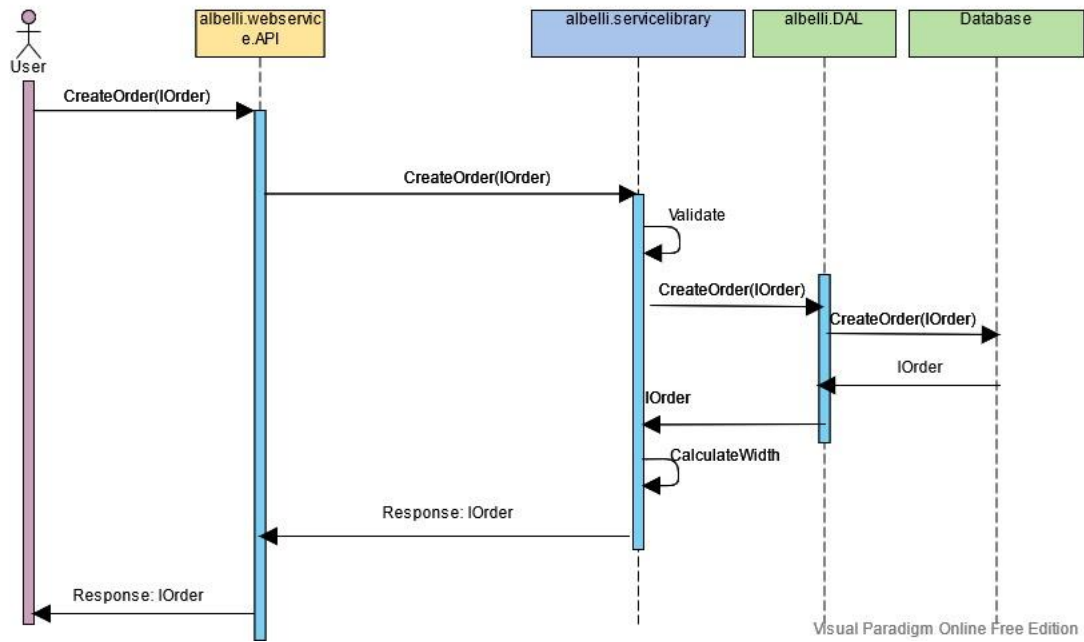 albelli.webservic
e.API
albelli.servicelibrary
albelli.DAL
Database
User
CreateOrder(IOrder)
CreateOrder(IOrder)
Validate
CreateOrder(IOrder)
CreateOrder(IOrder)
IOrder
IOrder
CalculateWidth
Response: IOrder
Response: IOrder
Visual Paradigm Online Free Edition